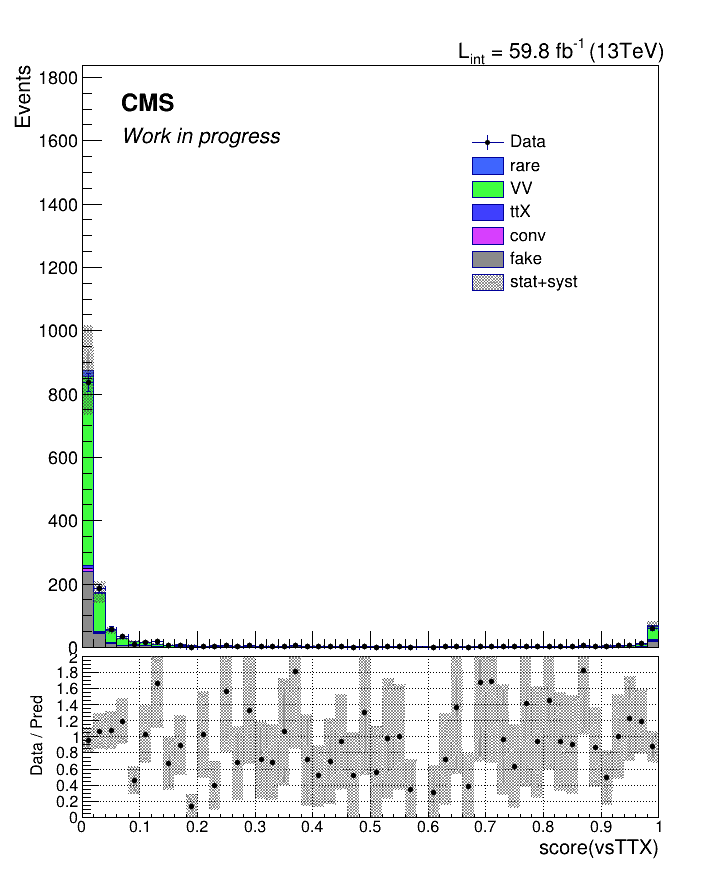 L_int = 59.8 fb^-1 (13TeV)
Events
1800
1600
1400
1200
1000
800
600
400
200
0
CMS
Work in progress
Data
rare
VV
ttX
conv
fake
stat+syst
Data / Pred
2
1.8
1.6
1.4
1.2
1
0.8
0.6
0.4
0.2
0
0 0.1 0.2 0.3 0.4 0.5 0.6 0.7 0.8 0.9 1
score(vsTTX)